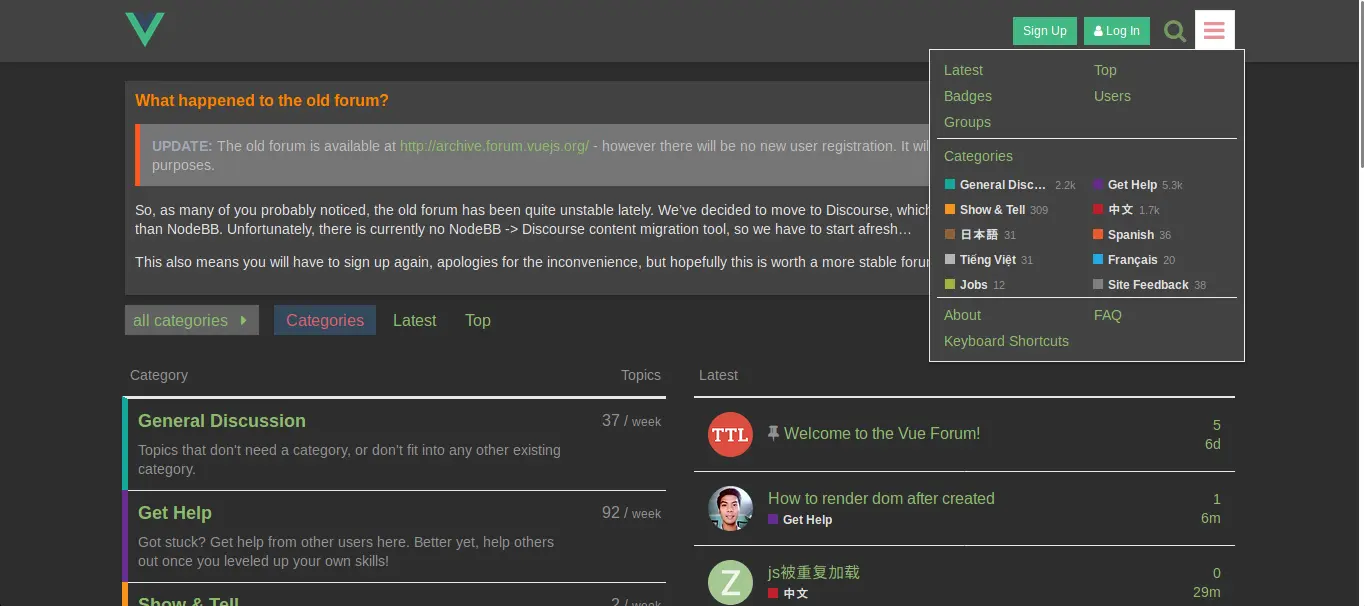 Sign Up
Log In
Latest
Top
Badges
Users
Groups
Categories
General Disc... 2.2k
Get Help 5.3k
Show & Tell 309
中文 1.7k
日本語 31
Spanish 36
Tiếng Việt 31
Français 20
Jobs 12
Site Feedback 38
About
FAQ
Keyboard Shortcuts
What happened to the old forum?
UPDATE: The old forum is available at http://archive.forum.vuejs.org/ - however there will be no new user registration. It
purposes.
So, as many of you probably noticed, the old forum has been quite unstable lately. We've decided to move to Discourse,
than NodeBB. Unfortunately, there is currently no NodeBB -> Discourse content migration tool, so we have to start afresh…
This also means you will have to sign up again, apologies for the inconvenience, but hopefully this is worth a more stable
all categories
Categories
Latest
Top
Category Topics
General Discussion 37 / week
Topics that don't need a category, or don't fit into any other existing
category.
Get Help 92 / week
Got stuck? Get help from other users here. Better yet, help others
out once you leveled up your own skills!
Show & Tell 2 / week
Latest
TTL
Welcome to the Vue Forum!
5
6d
How to render dom after created
Get Help
1
6m
Z
js被重复加载
中文
0
29m